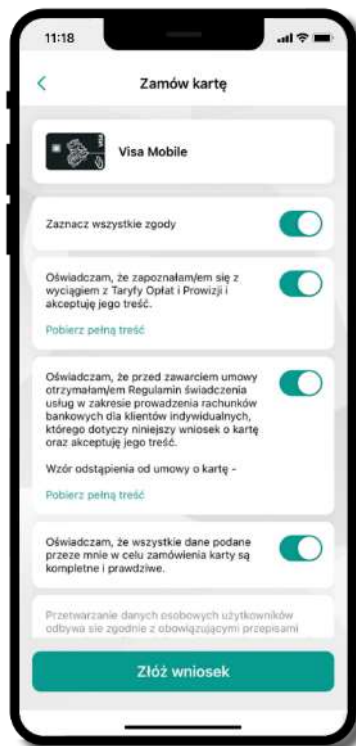 11:18
Zamów kartę
VISA
Visa Mobile
Zaznacz wszystkie zgody
Oświadczam, że zapoznałam/em się z
wyciągiem z Taryfy Opłat i Prowizji i
akceptuję jego treść.
Pobierz pełną treść
Oświadczam, że przed zawarciem umowy
otrzymałam/em Regulamin świadczenia
usług w zakresie prowadzenia rachunków
bankowych dla klientów indywidualnych,
którego dotyczy niniejszy wniosek o kartę
oraz akceptuję jego treść.
Wzór odstąpienia od umowy o kartę -
Pobierz pełną treść
Oświadczam, że wszystkie dane podane
przeze mnie w celu zamówienia karty są
kompletne i prawdziwe.
Przetwarzanie danych osobowych użytkowników
odbywa się zgodnie z obowiązującymi przepisami
Złóż wniosek